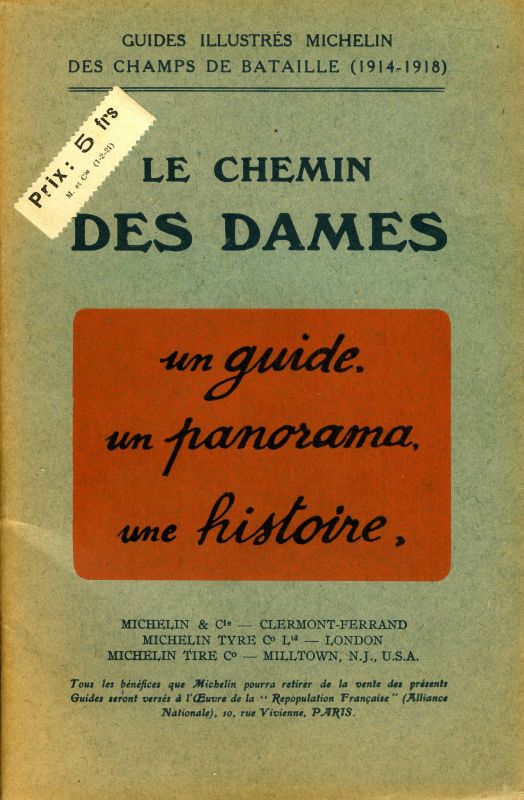 GUIDES ILLUSTRÉS MICHELIN
DES CHAMPS DE BATAILLE (1914-1918)
Prix : 5 frs
M. et Cie (1-2-21)
LE CHEMIN
DES DAMES
un guide.
un panorama.
une histoire.
MICHELIN & Cie — CLERMONT-FERRAND
MICHELIN TYRE Co Ltd — LONDON
MICHELIN TIRE Co — MILLTOWN, N.J., U.S.A.
Tous les bénéfices que Michelin pourra retirer de la vente des présents
Guides seront versés à l'Œuvre de la " Repopulation Française " (Alliance
Nationale), 10, rue Vivienne, PARIS.